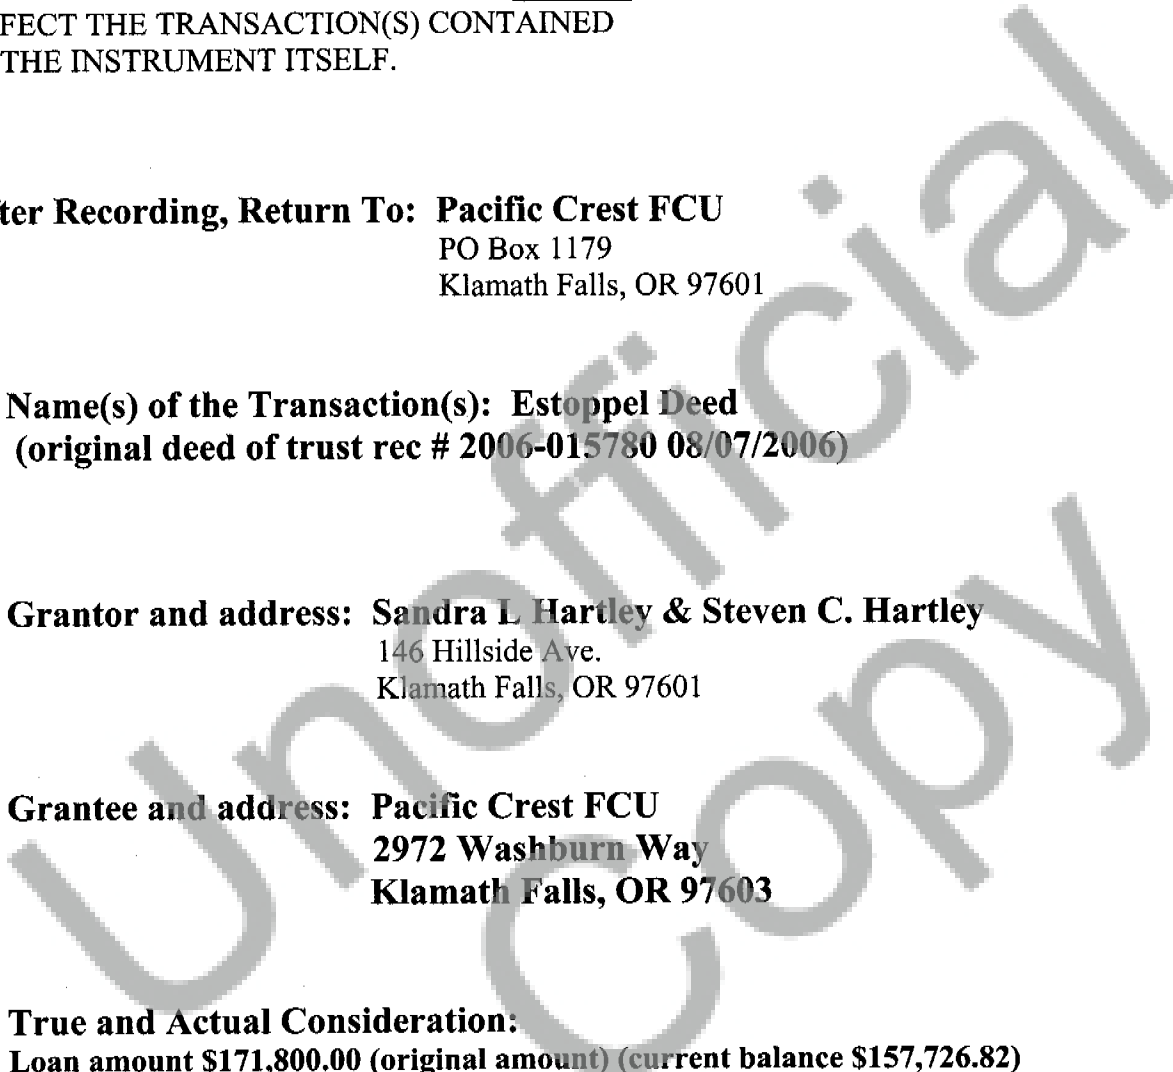 FECT THE TRANSACTION(S) CONTAINED
THE INSTRUMENT ITSELF.
ter Recording, Return To: Pacific Crest FCU
PO Box 1179
Klamath Falls, OR 97601
Name(s) of the Transaction(s): Estoppel Deed
(original deed of trust rec # 2006-015780 08/07/2006)
Grantor and address: Sandra L Hartley & Steven C. Hartley
146 Hillside Ave.
Klamath Falls, OR 97601
Grantee and address: Pacific Crest FCU
2972 Washburn Way
Klamath Falls, OR 97603
True and Actual Consideration:
Loan amount $171,800.00 (original amount) (current balance $157,726.82)
Unofficial
Copy